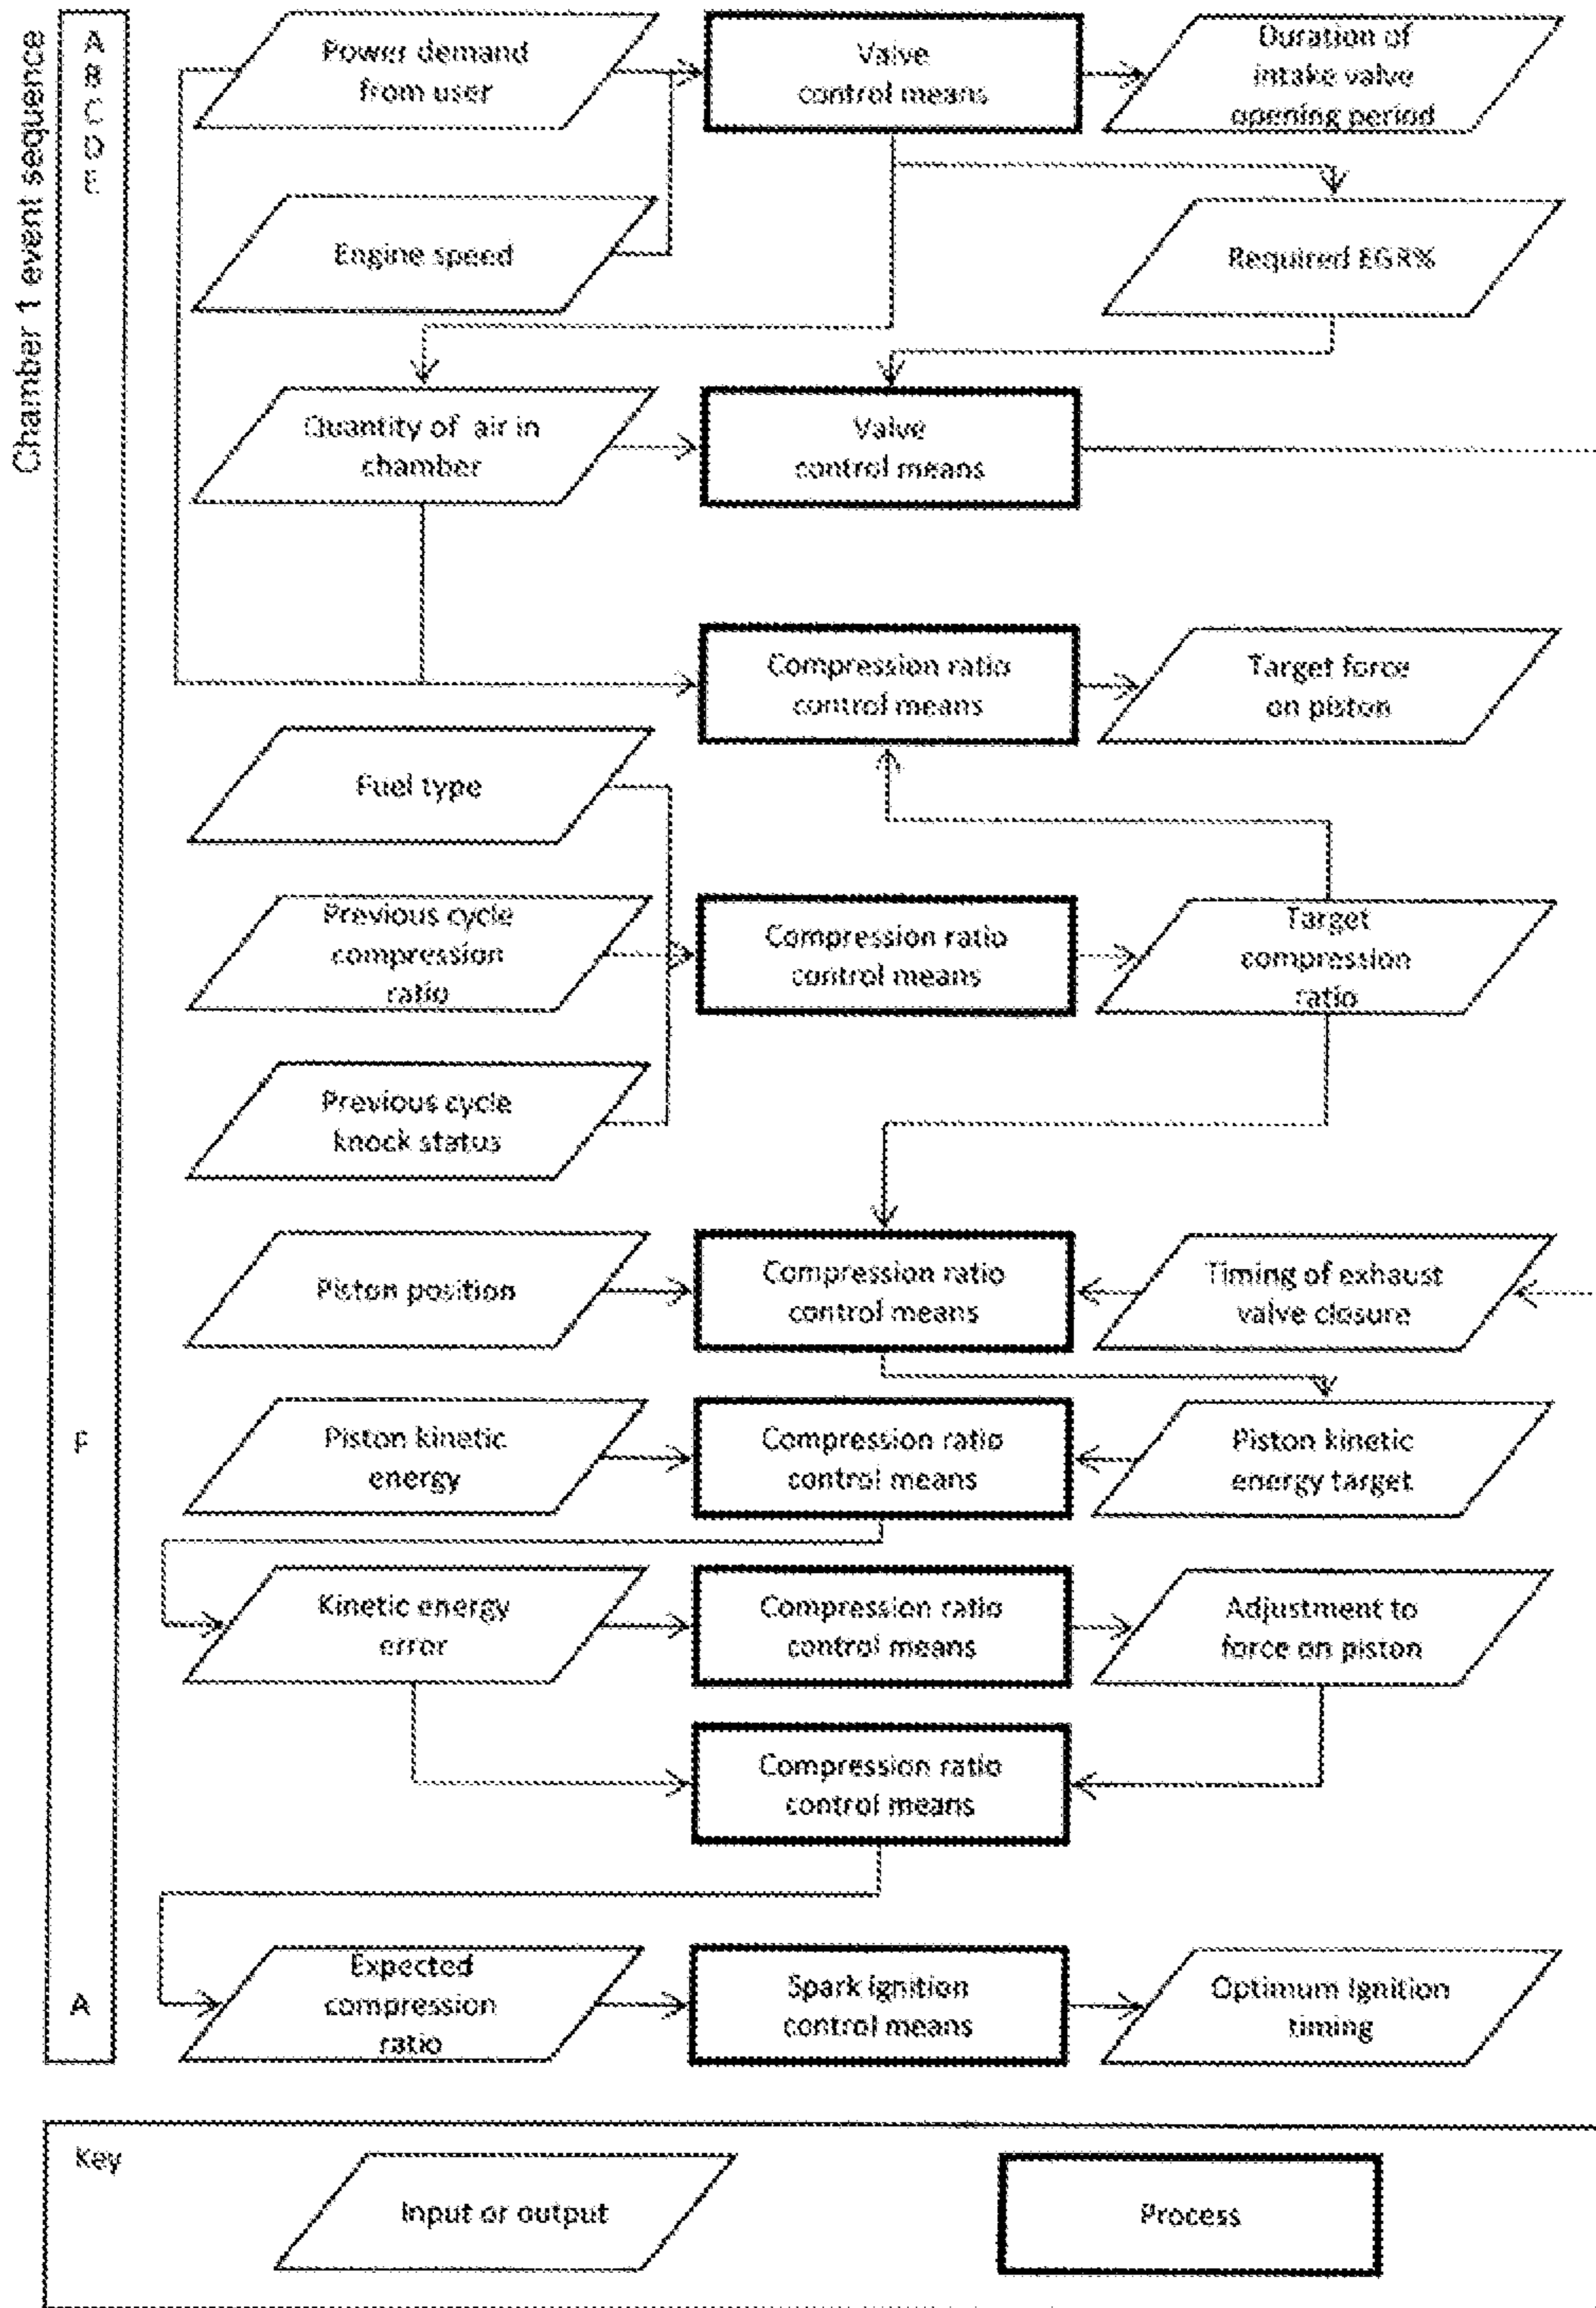 Chamber 1 event sequence
A
B
C
D
E
F
A
Power demand
from user
Valve
control means
Duration of
intake valve
opening period
Engine speed
Required EGR%
Quantity of air in
chamber
Valve
control means
Compression ratio
control means
Target force
on piston
Fuel type
Previous cycle
compression
ratio
Compression ratio
control means
Target
compression
ratio
Previous cycle
knock status
Piston position
Compression ratio
control means
Timing of exhaust
valve closure
Piston kinetic
energy
Compression ratio
control means
Piston kinetic
energy target
Kinetic energy
error
Compression ratio
control means
Adjustment to
force on piston
Compression ratio
control means
Expected
compression
ratio
Spark ignition
control means
Optimum ignition
timing
Key
Input or output
Process